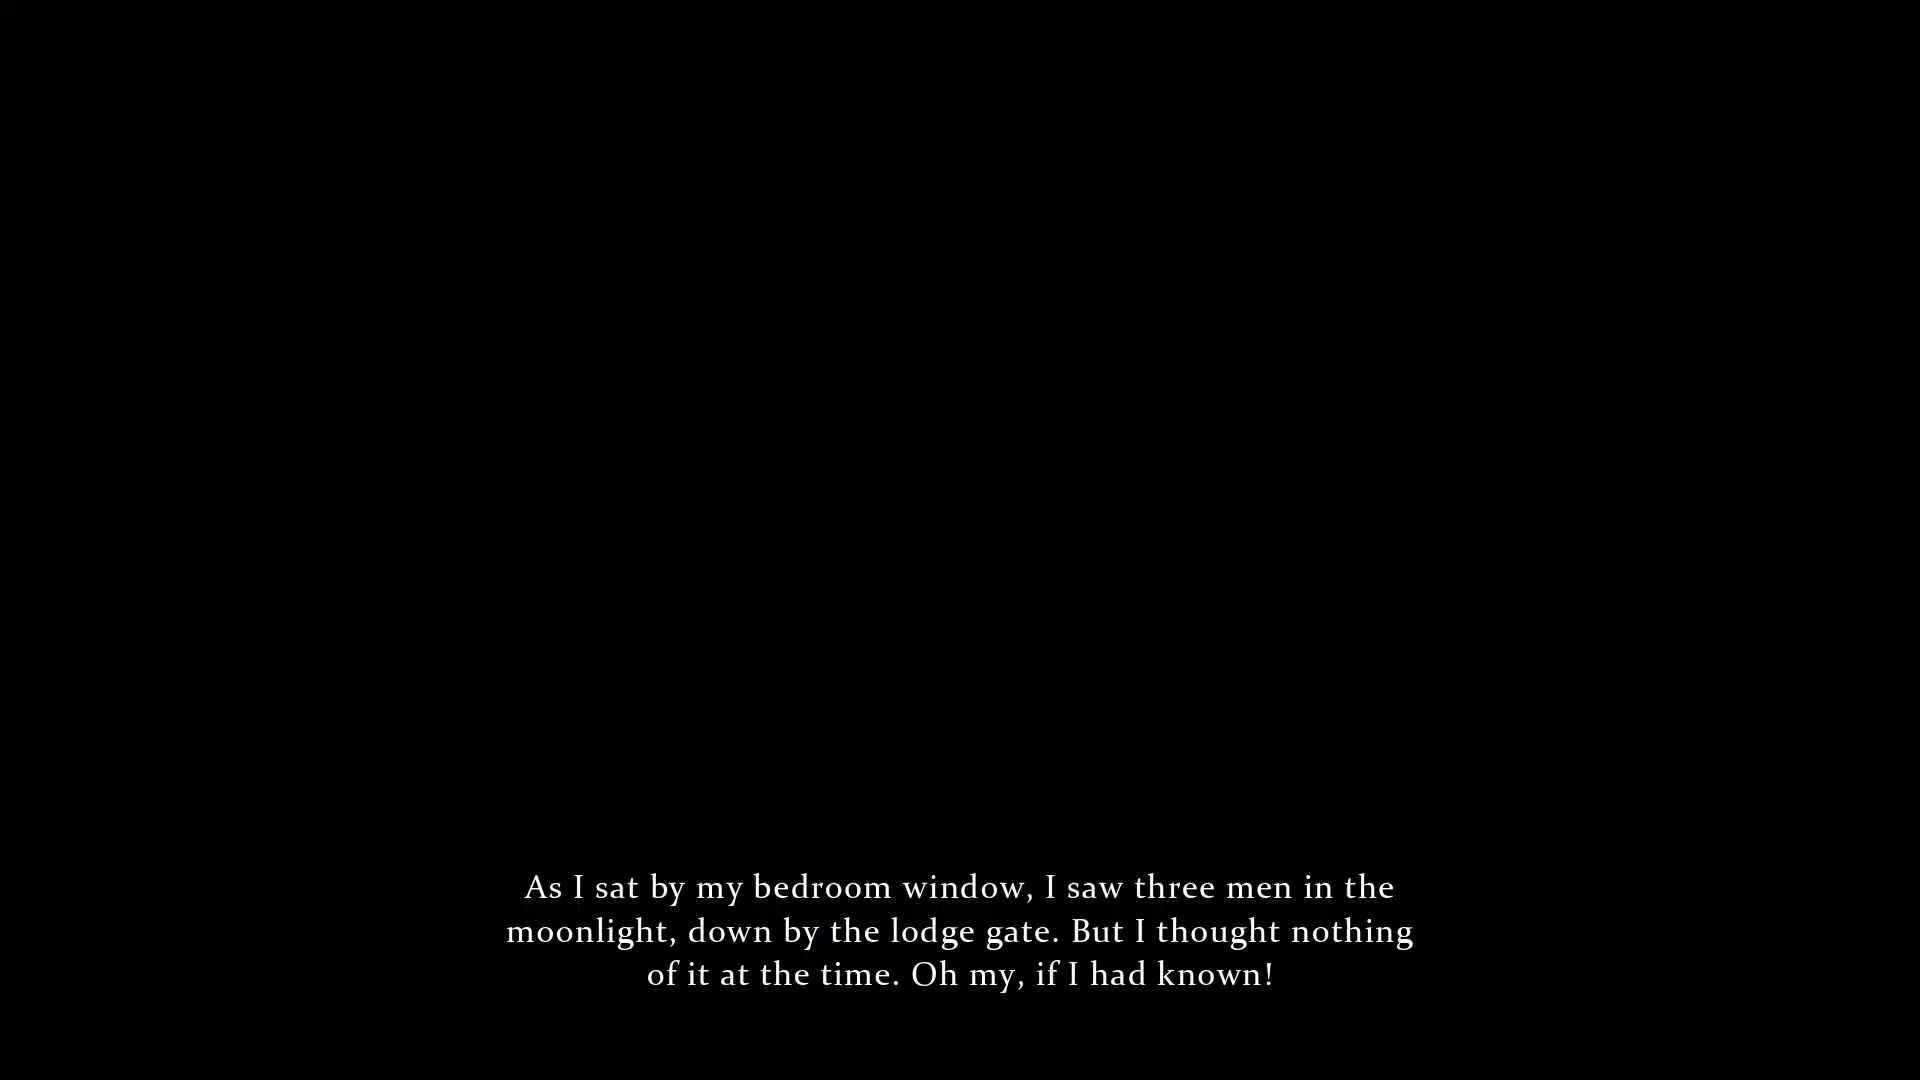 As I sat by my bedroom window, I saw three men in the
moonlight, down by the lodge gate. But I thought nothing
of it at the time. Oh my, if I had known!